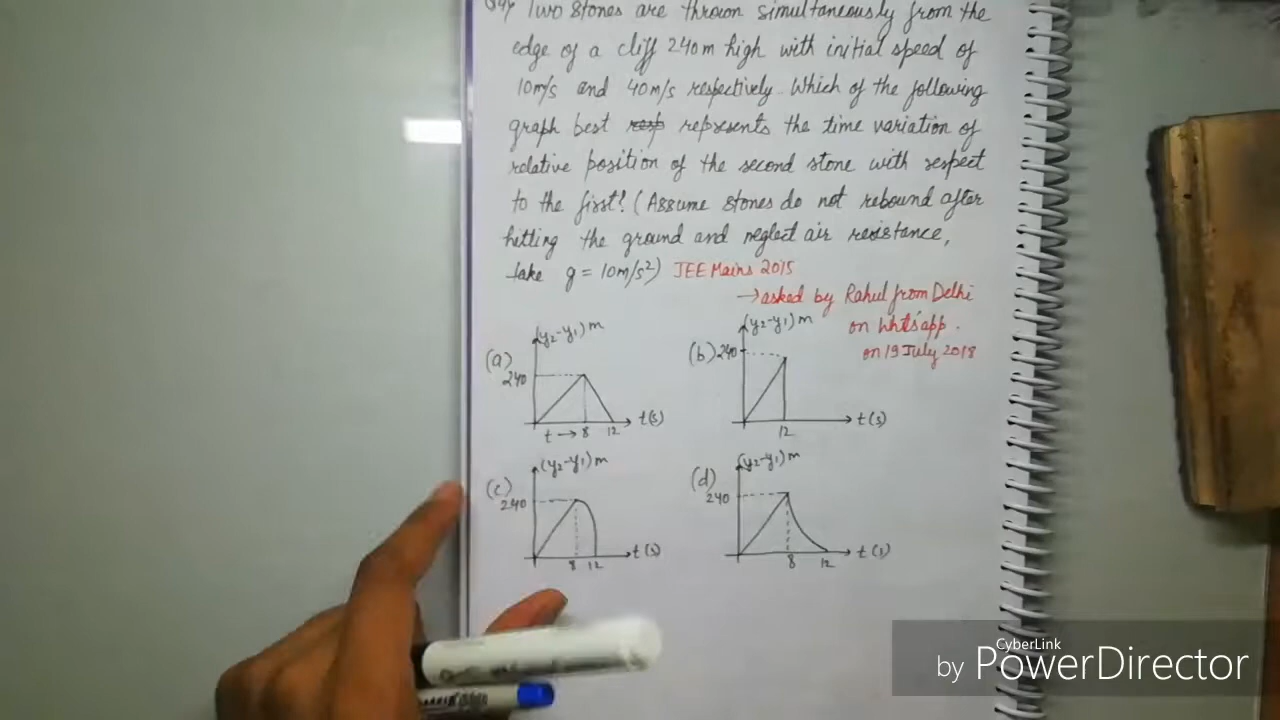 Two stones are thrown simultaneously from the
edge of a cliff 240m high with initial speed of
10m/s and 40m/s respectively. Which of the following
graph best resp represents the time variation of
relative position of the second stone with respect
to the first? (Assume stones do not rebound after
hitting the ground and neglect air resistance,
take g = 10m/s²) JEE Mains 2015
→ asked by Rahul from Delhi
on Whts'app.
on 19 July 2018
(a)
(y₂-y₁) m
240
t → 8 12 t(s)
(b)
(y₂-y₁) m
240
12 t(s)
(c)
(y₂-y₁) m
240
8 12 t(s)
(d)
(y₂-y₁) m
240
8 12 t(s)
CyberLink
by PowerDirector